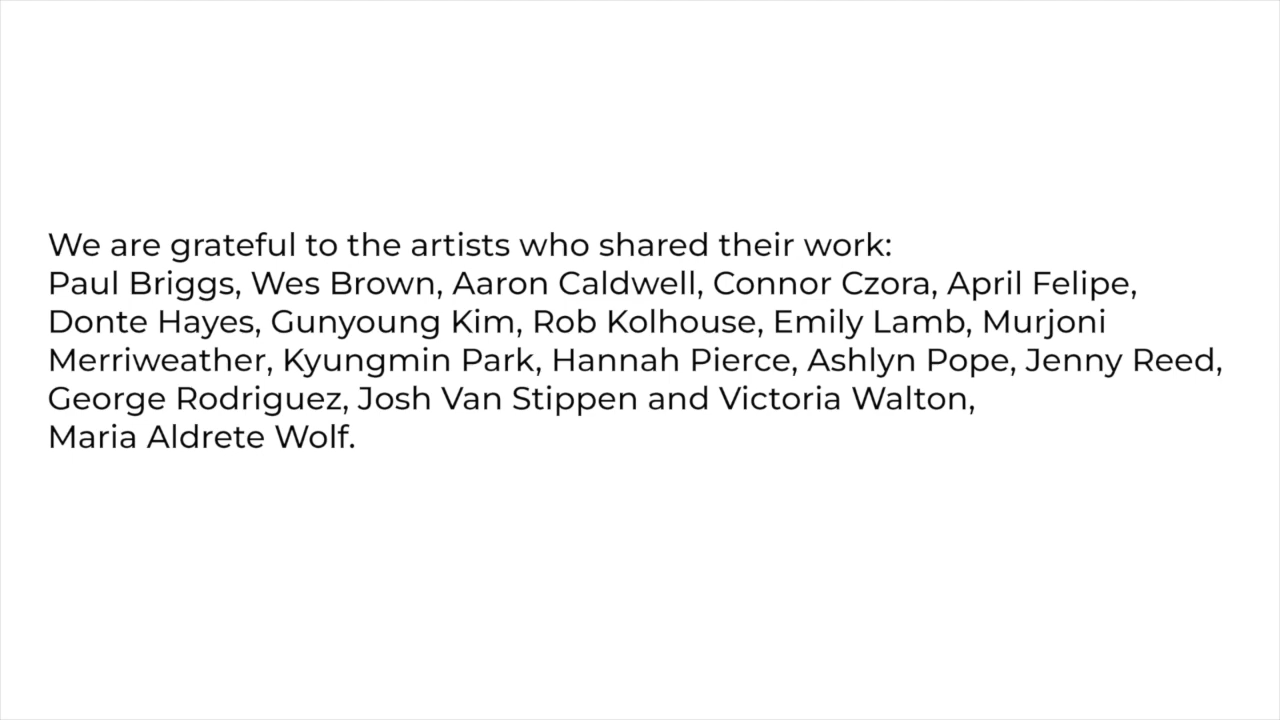 We are grateful to the artists who shared their work:
Paul Briggs, Wes Brown, Aaron Caldwell, Connor Czora, April Felipe,
Donte Hayes, Gunyoung Kim, Rob Kolhouse, Emily Lamb, Murjoni
Merriweather, Kyungmin Park, Hannah Pierce, Ashlyn Pope, Jenny Reed,
George Rodriguez, Josh Van Stippen and Victoria Walton,
Maria Aldrete Wolf.